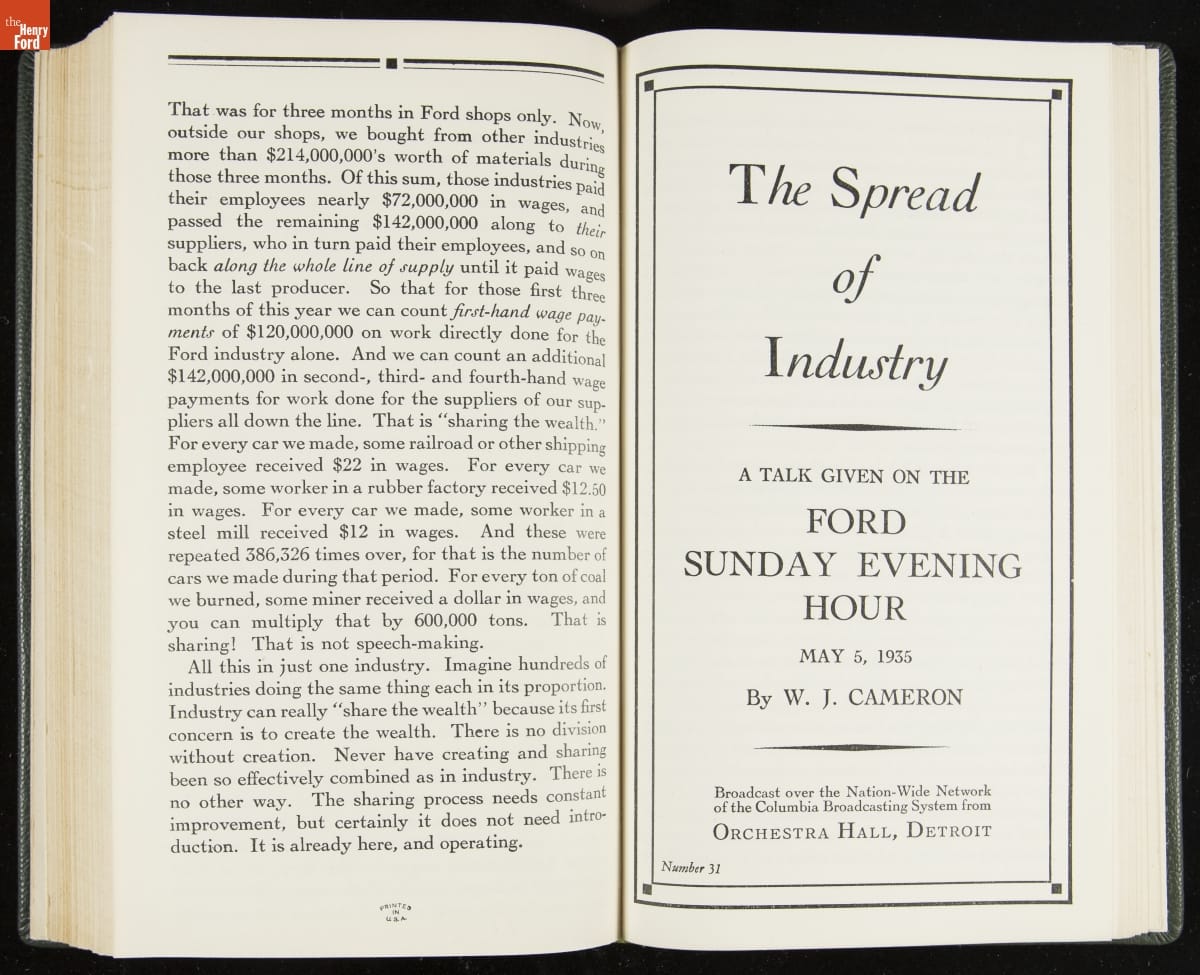 the
Henry
Ford
That was for three months in Ford shops only. Now,
outside our shops, we bought from other industries
more than $214,000,000's worth of materials during
those three months. Of this sum, those industries paid
their employees nearly $72,000,000 in wages, and
passed the remaining $142,000,000 along to their
suppliers, who in turn paid their employees, and so on
back along the whole line of supply until it paid wages
to the last producer. So that for those first three
months of this year we can count first-hand wage pay-
ments of $120,000,000 on work directly done for the
Ford industry alone. And we can count an additional
$142,000,000 in second-, third- and fourth-hand wage
payments for work done for the suppliers of our sup-
pliers all down the line. That is "sharing the wealth."
For every car we made, some railroad or other shipping
employee received $22 in wages. For every car we
made, some worker in a rubber factory received $12.50
in wages. For every car we made, some worker in a
steel mill received $12 in wages. And these were
repeated 386,326 times over, for that is the number of
cars we made during that period. For every ton of coal
we burned, some miner received a dollar in wages, and
you can multiply that by 600,000 tons. That is
sharing! That is not speech-making.
All this in just one industry. Imagine hundreds of
industries doing the same thing each in its proportion.
Industry can really "share the wealth" because its first
concern is to create the wealth. There is no division
without creation. Never have creating and sharing
been so effectively combined as in industry. There is
no other way. The sharing process needs constant
improvement, but certainly it does not need intro-
duction. It is already here, and operating.
PRINTED
IN
U.S.A.
The Spread
of
Industry
A TALK GIVEN ON THE
FORD
SUNDAY EVENING
HOUR
MAY 5, 1935
By W. J. CAMERON
Broadcast over the Nation-Wide Network
of the Columbia Broadcasting System from
ORCHESTRA HALL, DETROIT
Number 31